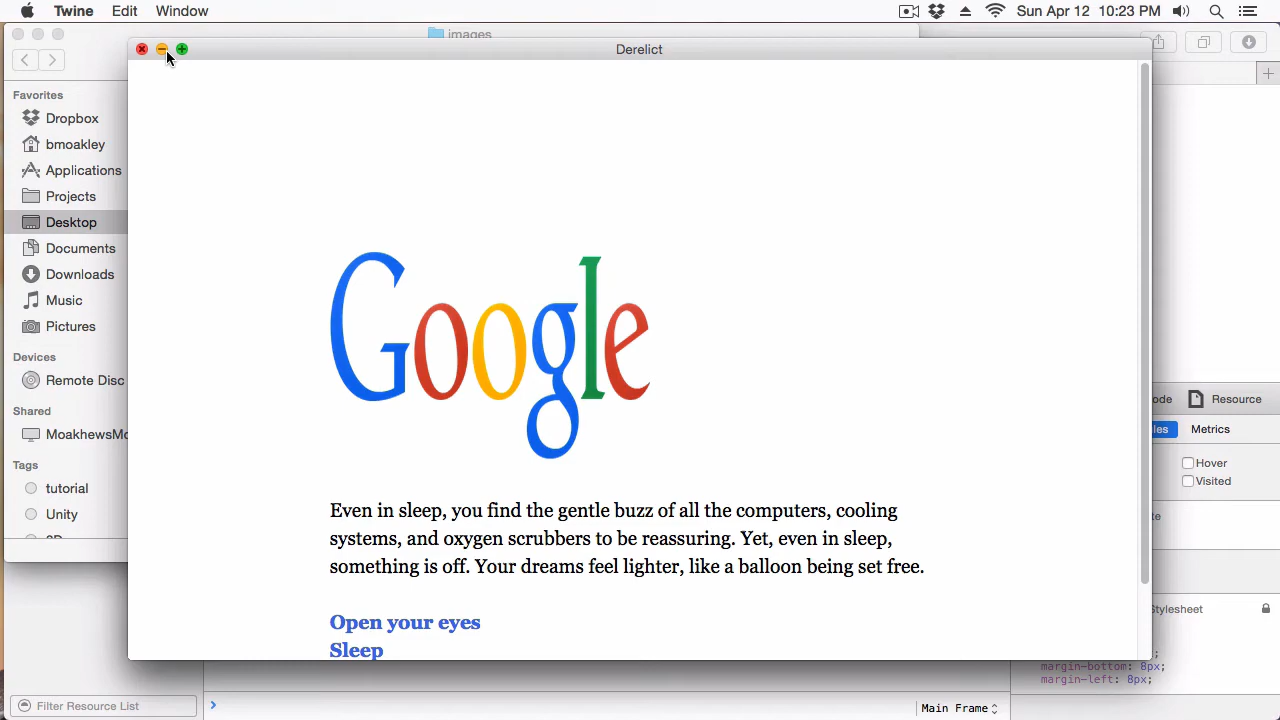 Twine Edit Window Sun Apr 12 10:23 PM
images
Derelict
Favorites
Dropbox
bmoakley
Applications
Projects
Desktop
Documents
Downloads
Music
Pictures
Devices
Remote Disc
Shared
Tags
tutorial
Unity
Google
Even in sleep, you find the gentle buzz of all the computers, cooling
systems, and oxygen scrubbers to be reassuring. Yet, even in sleep,
something is off. Your dreams feel lighter, like a balloon being set free.
Open your eyes
Sleep
Resource
Metrics
Hover
Visited
Stylesheet
margin-bottom: 8px;
margin-left: 8px;
Filter Resource List
Main Frame